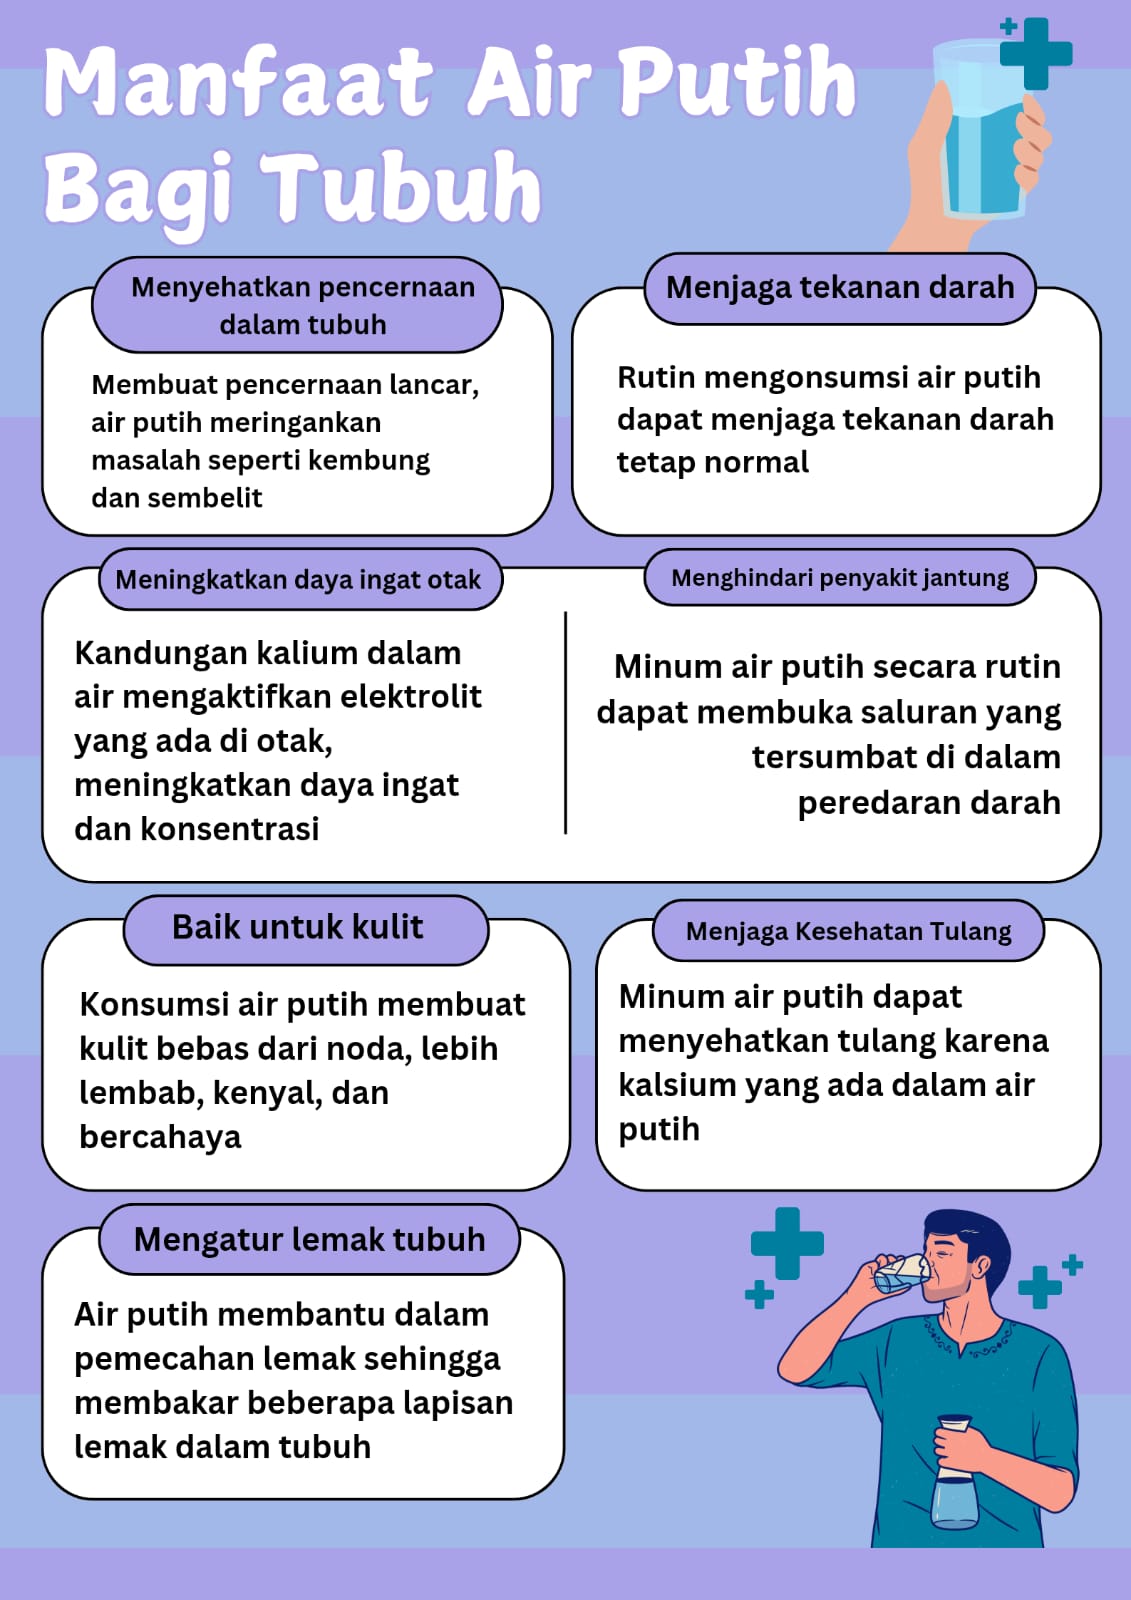 Manfaat Air Putih
Bagi Tubuh
Menyehatkan pencernaan
dalam tubuh
Membuat pencernaan lancar,
air putih meringankan
masalah seperti kembung
dan sembelit
Menjaga tekanan darah
Rutin mengonsumsi air putih
dapat menjaga tekanan darah
tetap normal
Meningkatkan daya ingat otak
Kandungan kalium dalam
air mengaktifkan elektrolit
yang ada di otak,
meningkatkan daya ingat
dan konsentrasi
Menghindari penyakit jantung
Minum air putih secara rutin
dapat membuka saluran yang
tersumbat di dalam
peredaran darah
Baik untuk kulit
Konsumsi air putih membuat
kulit bebas dari noda, lebih
lembab, kenyal, dan
bercahaya
Menjaga Kesehatan Tulang
Minum air putih dapat
menyehatkan tulang karena
kalsium yang ada dalam air
putih
Mengatur lemak tubuh
Air putih membantu dalam
pemecahan lemak sehingga
membakar beberapa lapisan
lemak dalam tubuh